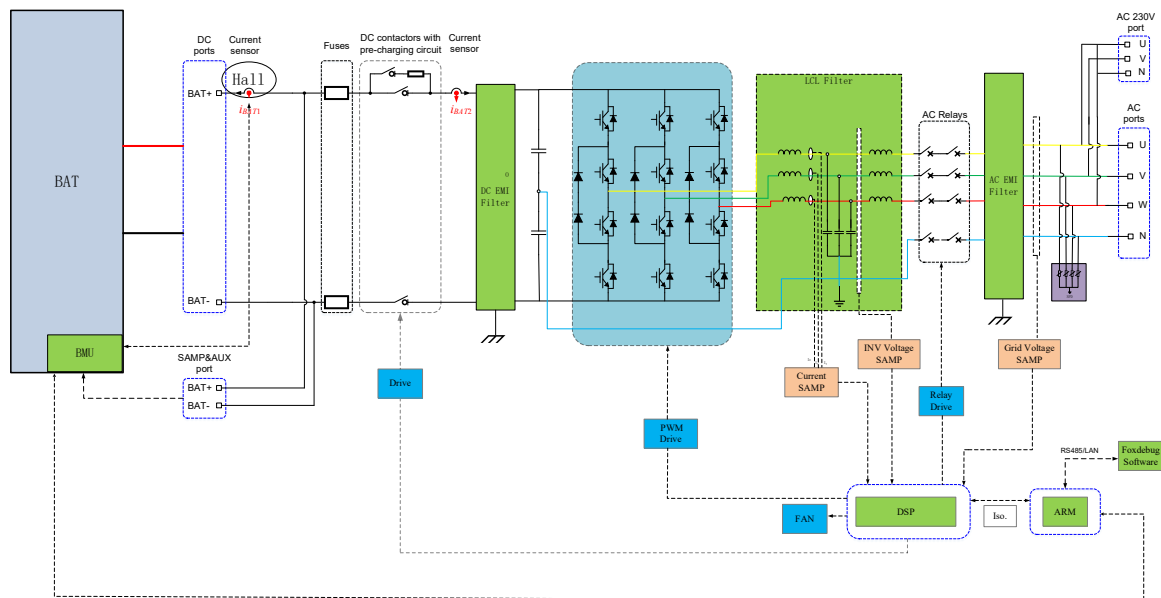 AC 230V
U
V
N
DC
ports
Current
sensor
Fuses
DC contactors with
pre-charging circuit
Current
sensor
Hall
BAT+
iBAT1
iBAT2
LCL Filter
AC Relays
AC
ports
U
V
W
N
BAT
DC EMI
Filter
0
AC EMI
Filter
BAT-
BMU
SAMP&AUX
port
BAT+
BAT-
Drive
PWM
Drive
Current
SAMP
INV Voltage
SAMP
Relay
Drive
Grid Voltage
SAMP
RS485/LAN
Foxdebug
Software
FAN
DSP
Iso.
ARM